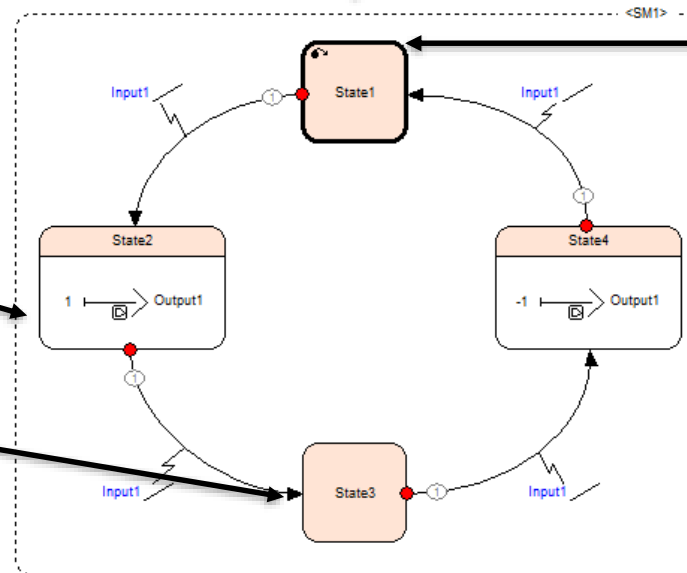 <SM1>
State1
Input1
Input1
1
1
State2
State4
1 Output1
-1 Output1
1
State3
1
Input1
Input1